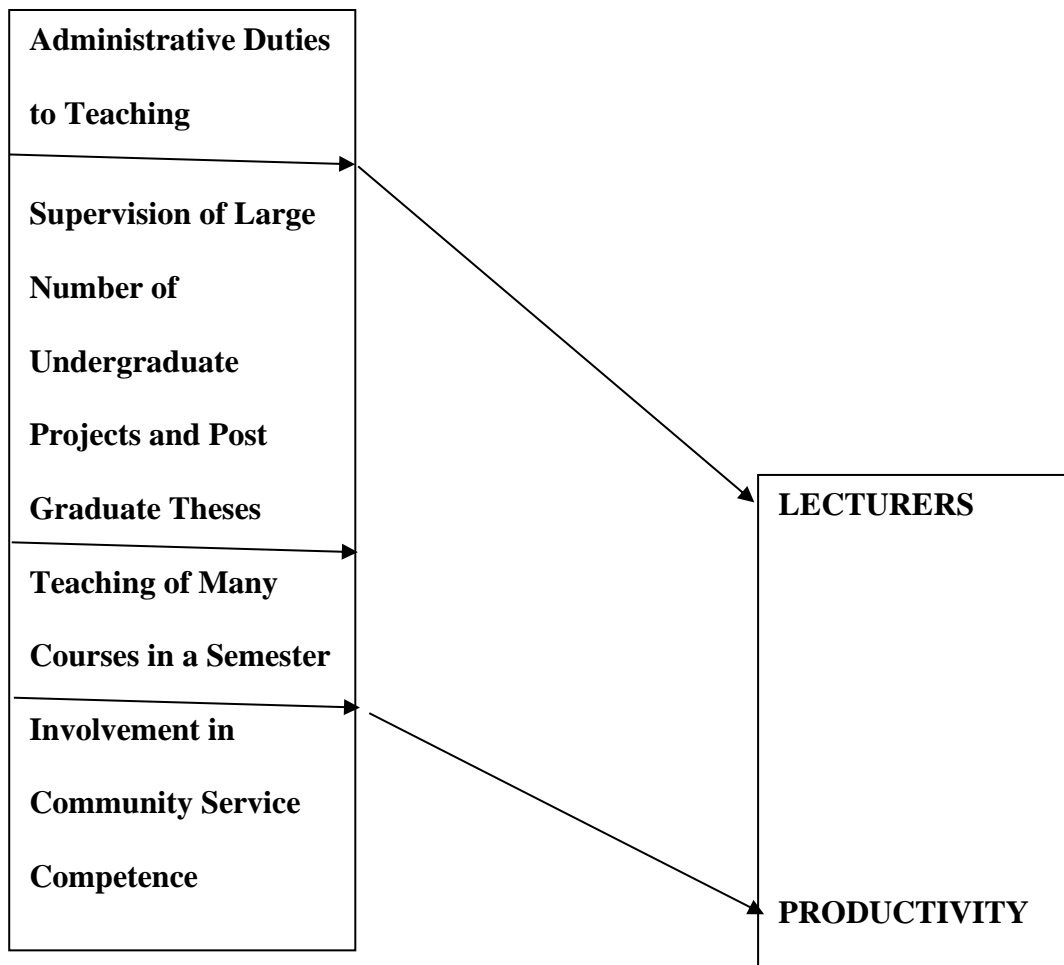 Administrative Duties
to Teaching
Supervision of Large
Number of
Undergraduate
Projects and Post
Graduate Theses
Teaching of Many
Courses in a Semester
Involvement in
Community Service
Competence
LECTURERS
PRODUCTIVITY